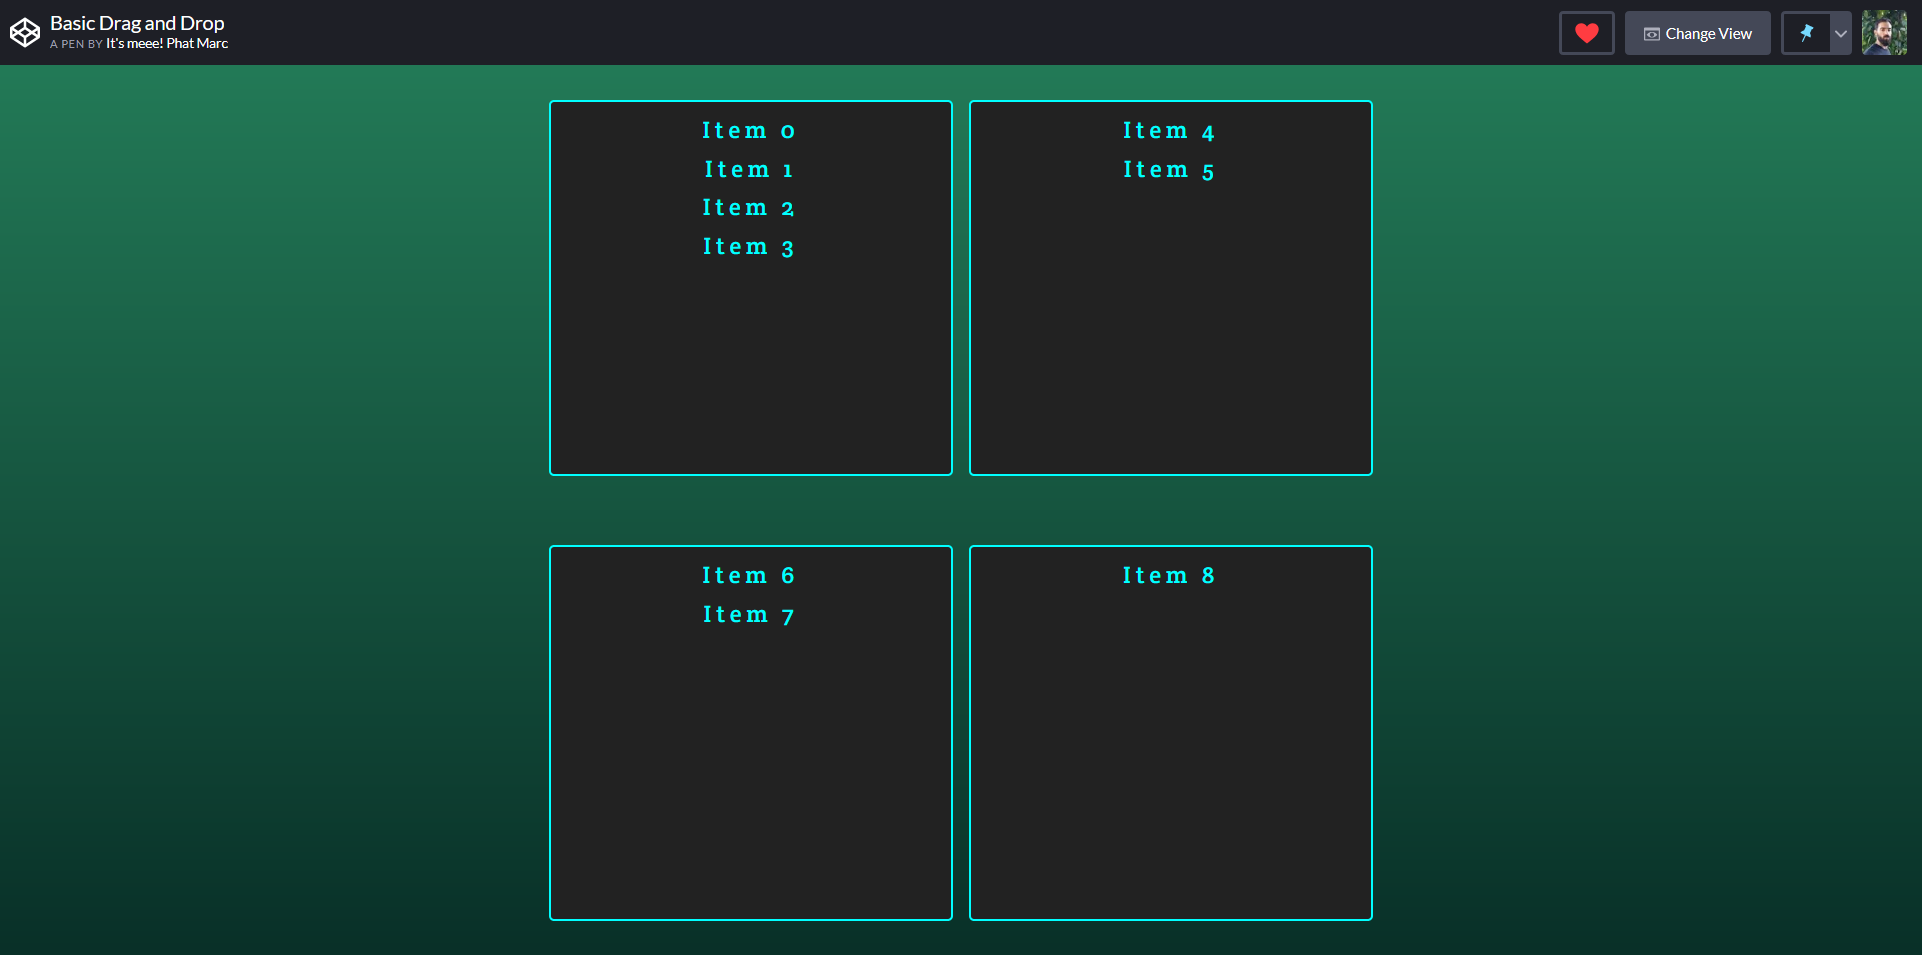 Basic Drag and Drop
A PEN BY It's meee! Phat Marc
Change View
Item 0
Item 1
Item 2
Item 3
Item 4
Item 5
Item 6
Item 7
Item 8